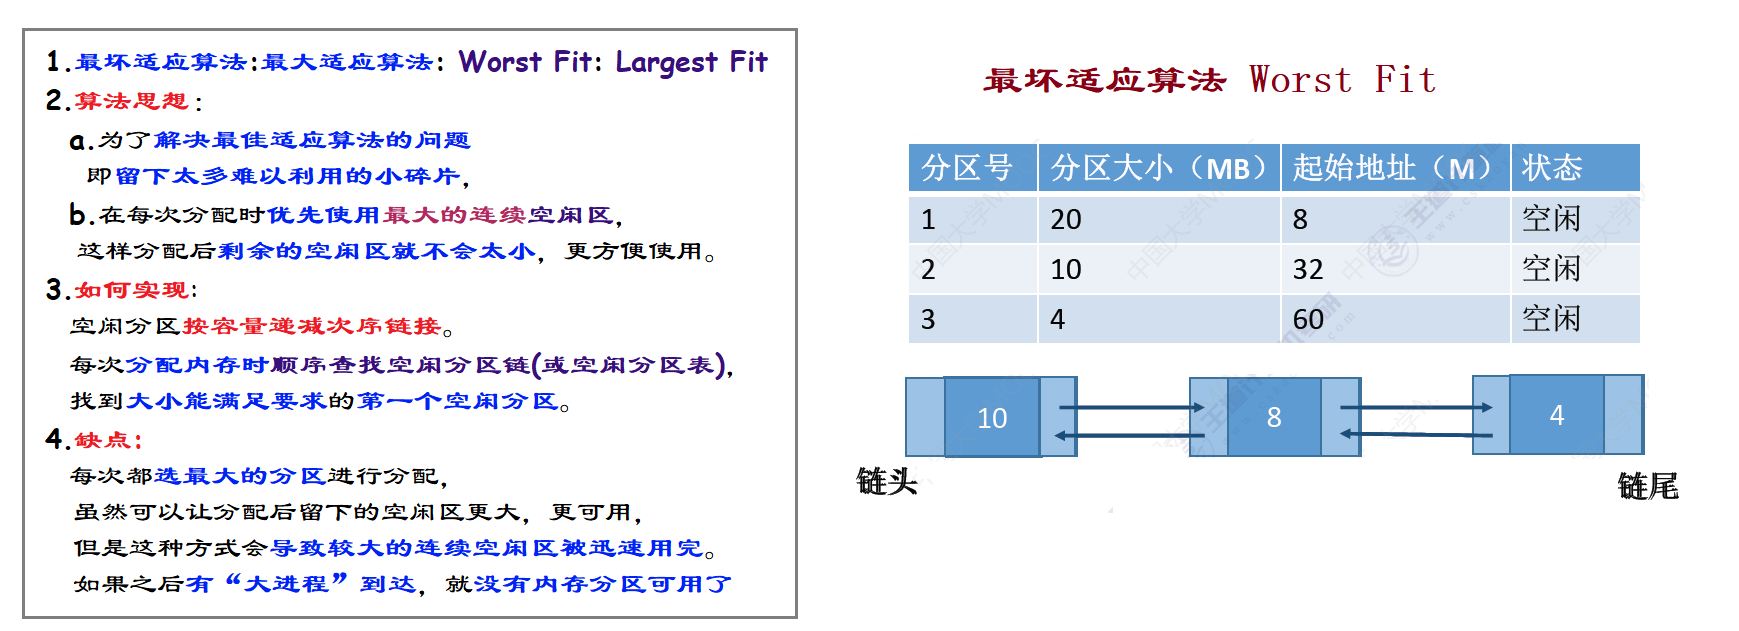 1.最坏适应算法:最大适应算法: Worst Fit: Largest Fit
2.算法思想:
a.为了解决最佳适应算法的问题
即留下太多难以利用的小碎片,
b.在每次分配时优先使用最大的连续空闲区,
这样分配后剩余的空闲区就不会太小, 更方便使用。
3.如何实现:
空闲分区按容量递减次序链接。
每次分配内存时顺序查找空闲分区链(或空闲分区表),
找到大小能满足要求的第一个空闲分区。
4.缺点:
每次都选最大的分区进行分配,
虽然可以让分配后留下的空闲区更大, 更可用,
但是这种方式会导致较大的连续空闲区被迅速用完。
如果之后有“大进程”到达, 就没有内存分区可用了
最坏适应算法 Worst Fit
分区号 分区大小（MB） 起始地址（M） 状态
1 20 8 空闲
2 10 32 空闲
3 4 60 空闲
10 8 4
链头 链尾